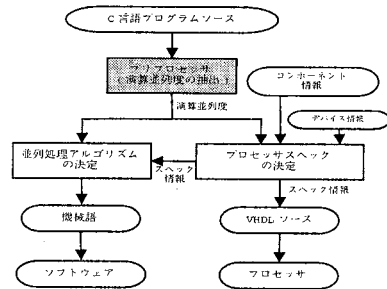 C 言語プログラムソース
プリプロセッサ
(演算並列度の抽出)
演算並列度
コンポーネント
情報
デバイス情報
並列処理アルゴリズム
の決定
スペック
情報
プロセッサスペック
の決定
スペック情報
機械語
VHDL ソース
ソフトウェア
プロセッサ